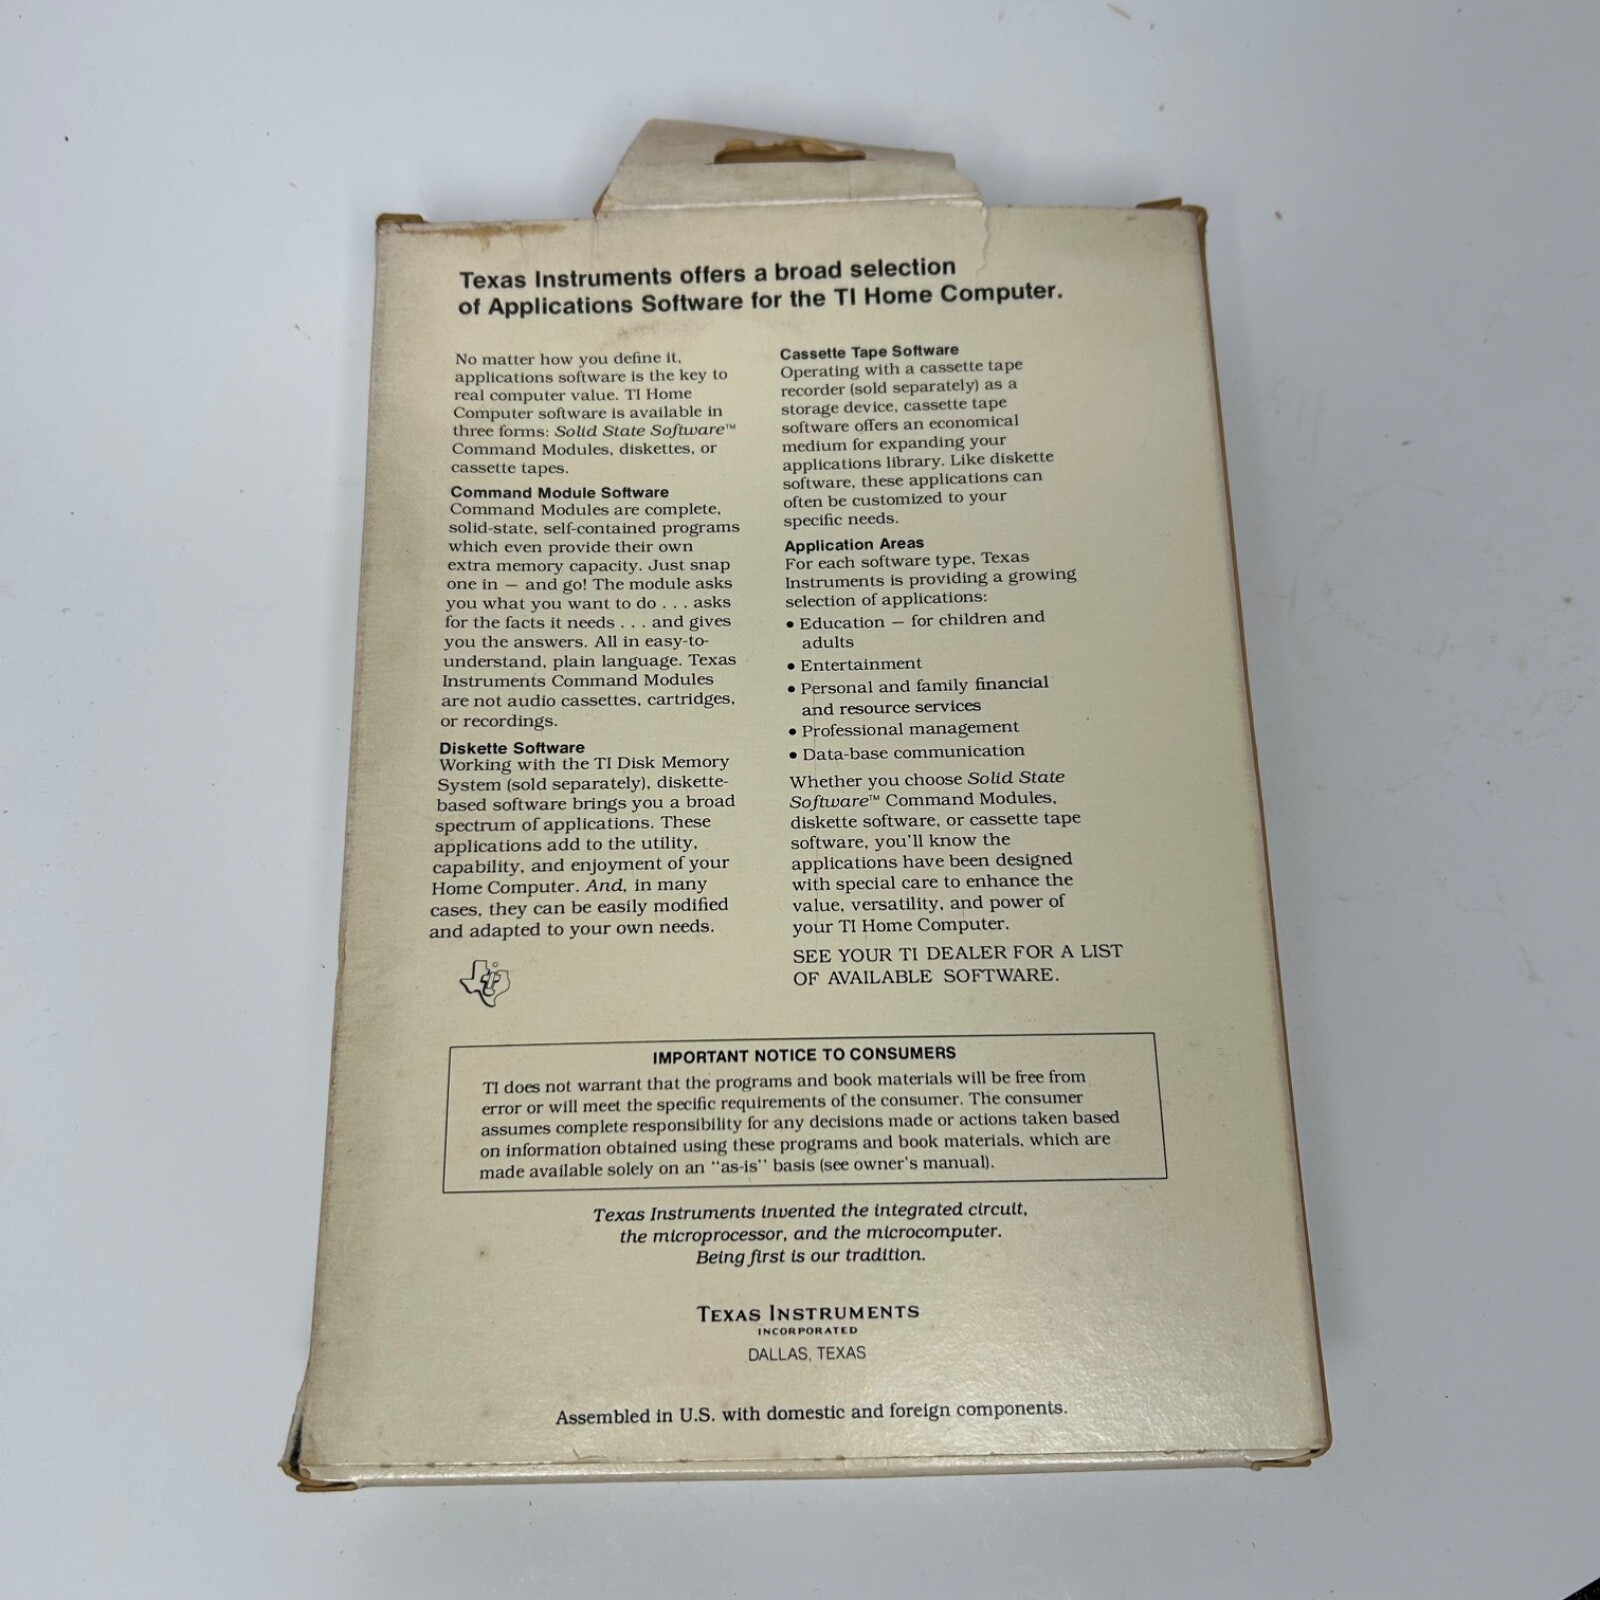 Texas Instruments offers a broad selection
of Applications Software for the TI Home Computer.
No matter how you define it,
applications software is the key to
real computer value. TI Home
Computer software is available in
three forms: Solid State Software™
Command Modules, diskettes, or
cassette tapes.
Command Module Software
Command Modules are complete,
solid-state, self-contained programs
which even provide their own
extra memory capacity. Just snap
one in — and go! The module asks
you what you want to do . . . asks
for the facts it needs . . . and gives
you the answers. All in easy-to-
understand, plain language. Texas
Instruments Command Modules
are not audio cassettes, cartridges,
or recordings.
Diskette Software
Working with the TI Disk Memory
System (sold separately), diskette-
based software brings you a broad
spectrum of applications. These
applications add to the utility,
capability, and enjoyment of your
Home Computer. And, in many
cases, they can be easily modified
and adapted to your own needs.
Cassette Tape Software
Operating with a cassette tape
recorder (sold separately) as a
storage device, cassette tape
software offers an economical
medium for expanding your
applications library. Like diskette
software, these applications can
often be customized to your
specific needs.
Application Areas
For each software type, Texas
Instruments is providing a growing
selection of applications:
• Education — for children and
adults
• Entertainment
• Personal and family financial
and resource services
• Professional management
• Data-base communication
Whether you choose Solid State
Software™ Command Modules,
diskette software, or cassette tape
software, you'll know the
applications have been designed
with special care to enhance the
value, versatility, and power of
your TI Home Computer.
SEE YOUR TI DEALER FOR A LIST
OF AVAILABLE SOFTWARE.
IMPORTANT NOTICE TO CONSUMERS
TI does not warrant that the programs and book materials will be free from
error or will meet the specific requirements of the consumer. The consumer
assumes complete responsibility for any decisions made or actions taken based
on information obtained using these programs and book materials, which are
made available solely on an "as-is" basis (see owner's manual).
Texas Instruments invented the integrated circuit,
the microprocessor, and the microcomputer.
Being first is our tradition.
TEXAS INSTRUMENTS
INCORPORATED
DALLAS, TEXAS
Assembled in U.S. with domestic and foreign components.